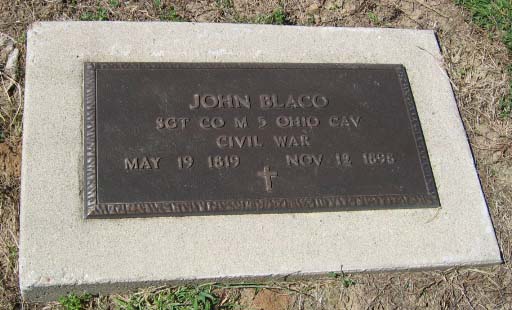 JOHN BLACO
SGT CO M 5 OHIO CAV
CIVIL WAR
MAY 19 1819 NOV 12 1898